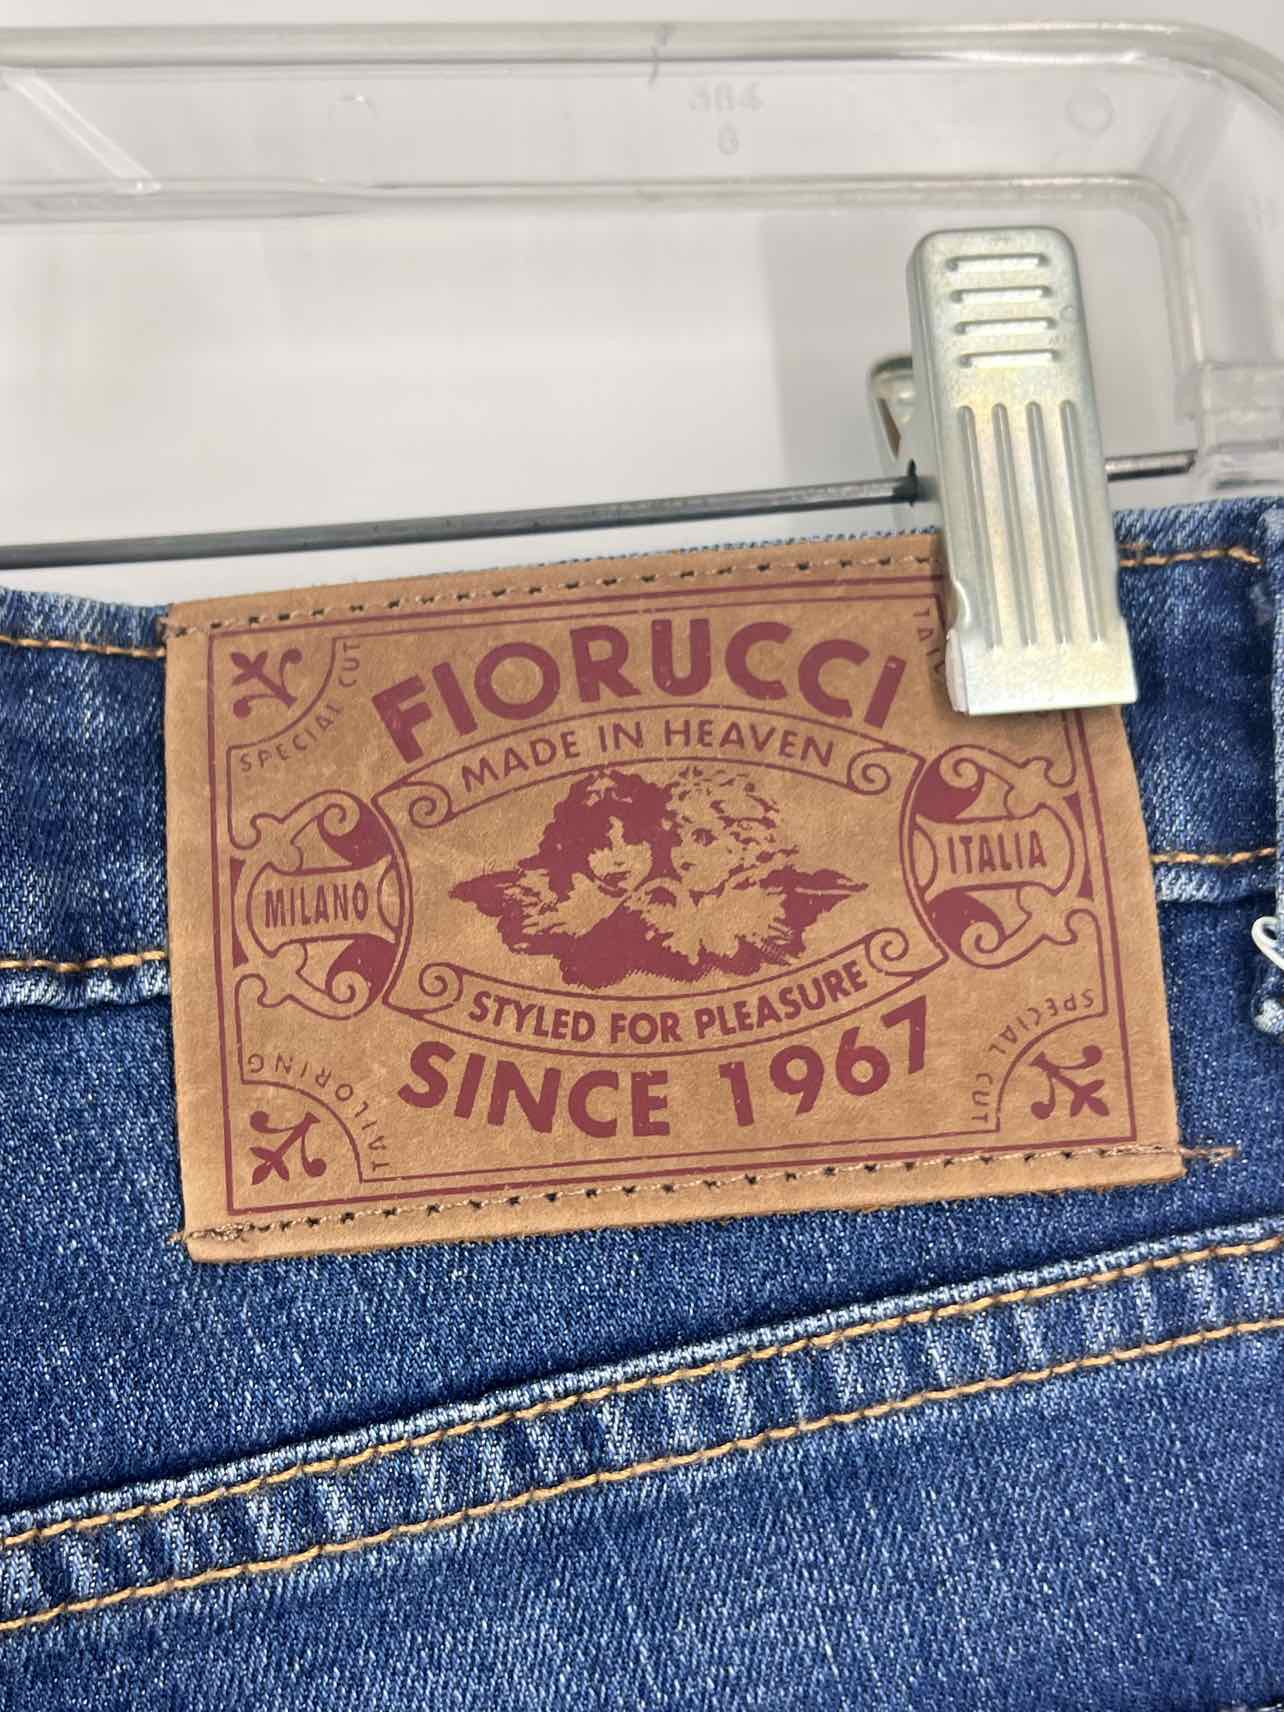 FIORUCCI
MADE IN HEAVEN
SPECIAL CUT
MILANO
ITALIA
STYLED FOR PLEASURE
SINCE 1967
TAILORING
SPECIAL CUT